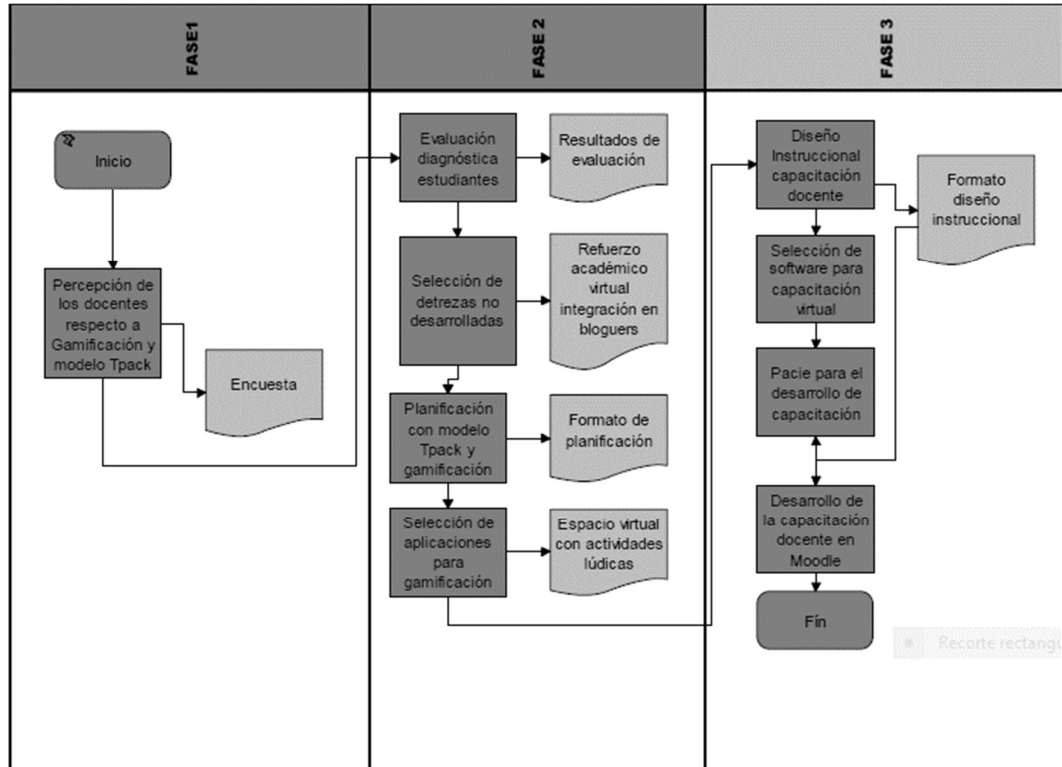 FASE1
FASE 2
FASE 3
Inicio
Percepción de
los docentes
respecto a
Gamificación y
modelo Tpack
Encuesta
Evaluación
diagnóstica
estudiantes
Resultados de
evaluación
Selección de
detrezas no
desarrolladas
Refuerzo
académico
virtual
integración en
bloguers
Planificación
con modelo
Tpack y
gamificación
Formato de
planificación
Selección de
aplicaciones
para
gamificación
Espacio virtual
con actividades
lúdicas
Diseño
Instruccional
capacitación
docente
Formato
diseño
instruccional
Selección de
software para
capacitación
virtual
Pacie para el
desarrollo de
capacitación
Desarrollo de
la capacitación
docente en
Moodle
Fín
Recorte rectangu